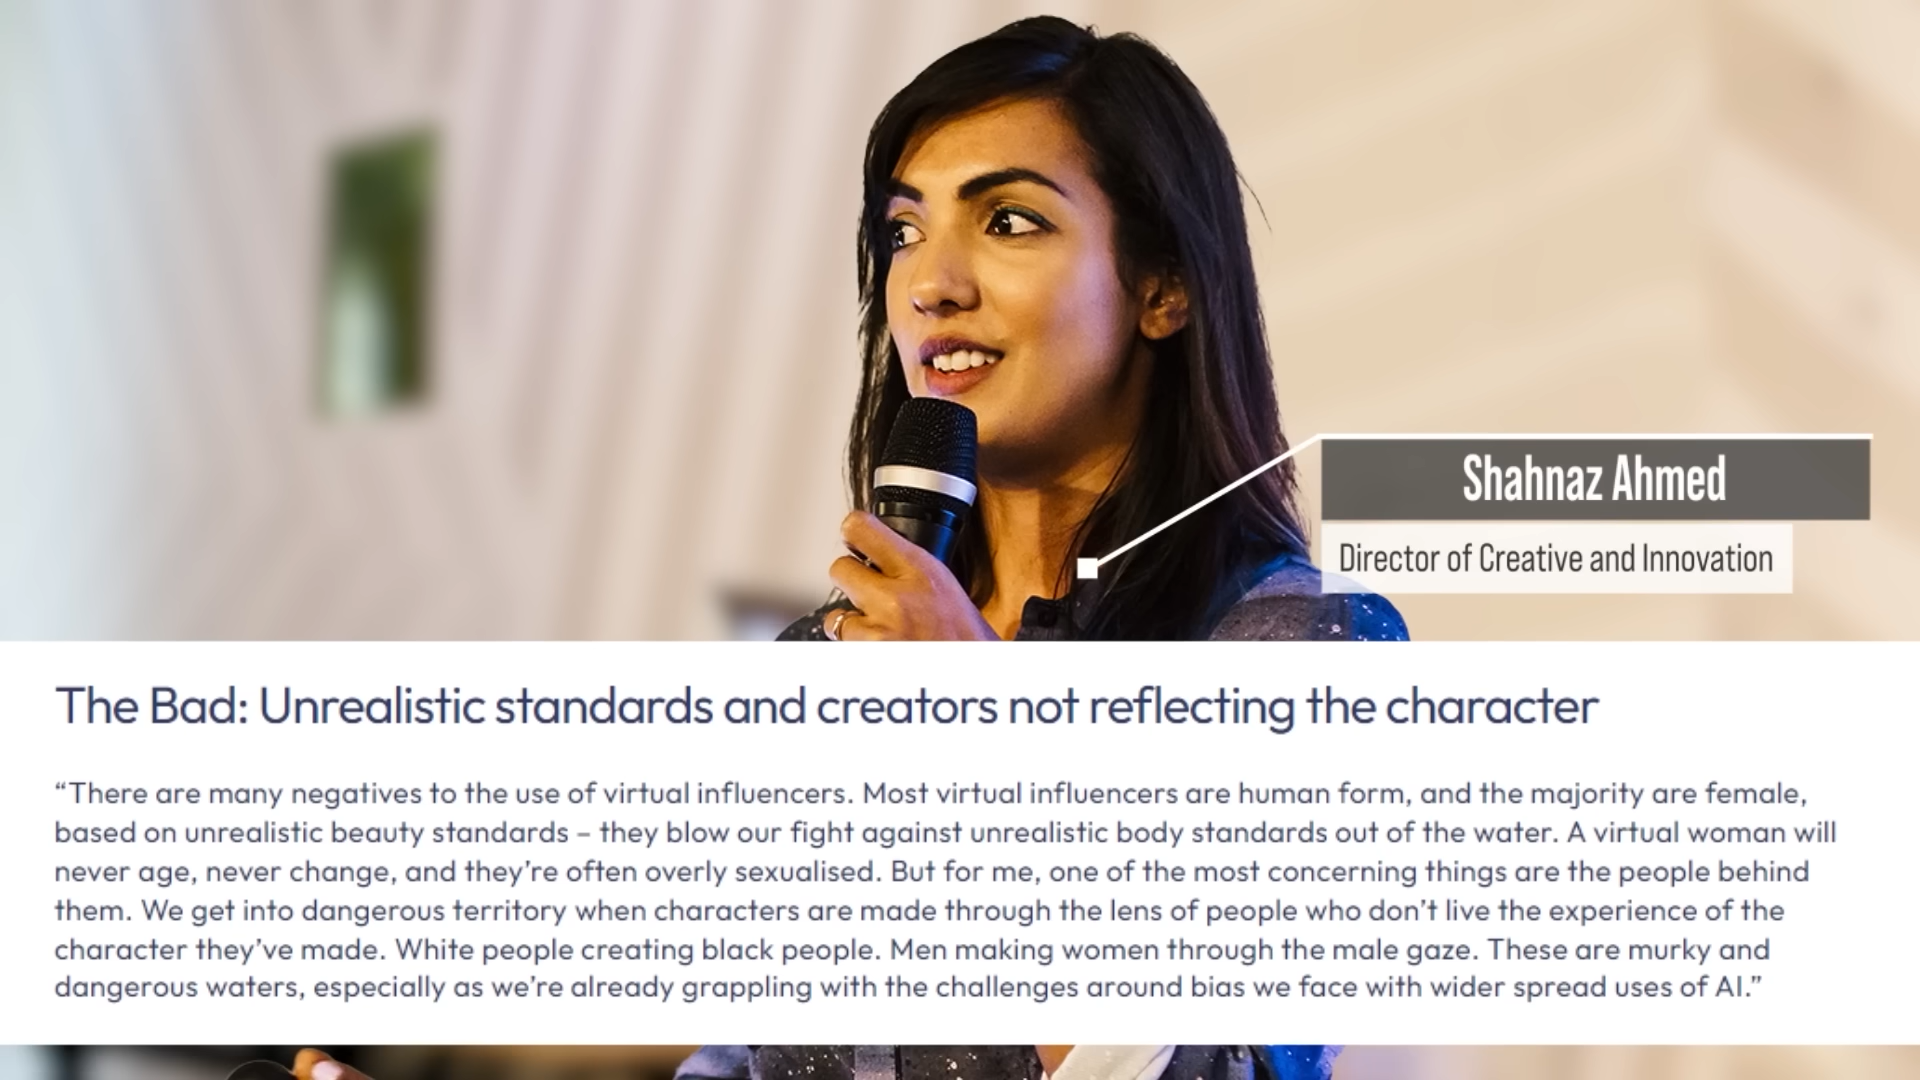 Shahnaz Ahmed
Director of Creative and Innovation
The Bad: Unrealistic standards and creators not reflecting the character
“There are many negatives to the use of virtual influencers. Most virtual influencers are human form, and the majority are female,
based on unrealistic beauty standards – they blow our fight against unrealistic body standards out of the water. A virtual woman will
never age, never change, and they’re often overly sexualised. But for me, one of the most concerning things are the people behind
them. We get into dangerous territory when characters are made through the lens of people who don’t live the experience of the
character they’ve made. White people creating black people. Men making women through the male gaze. These are murky and
dangerous waters, especially as we’re already grappling with the challenges around bias we face with wider spread uses of AI.”